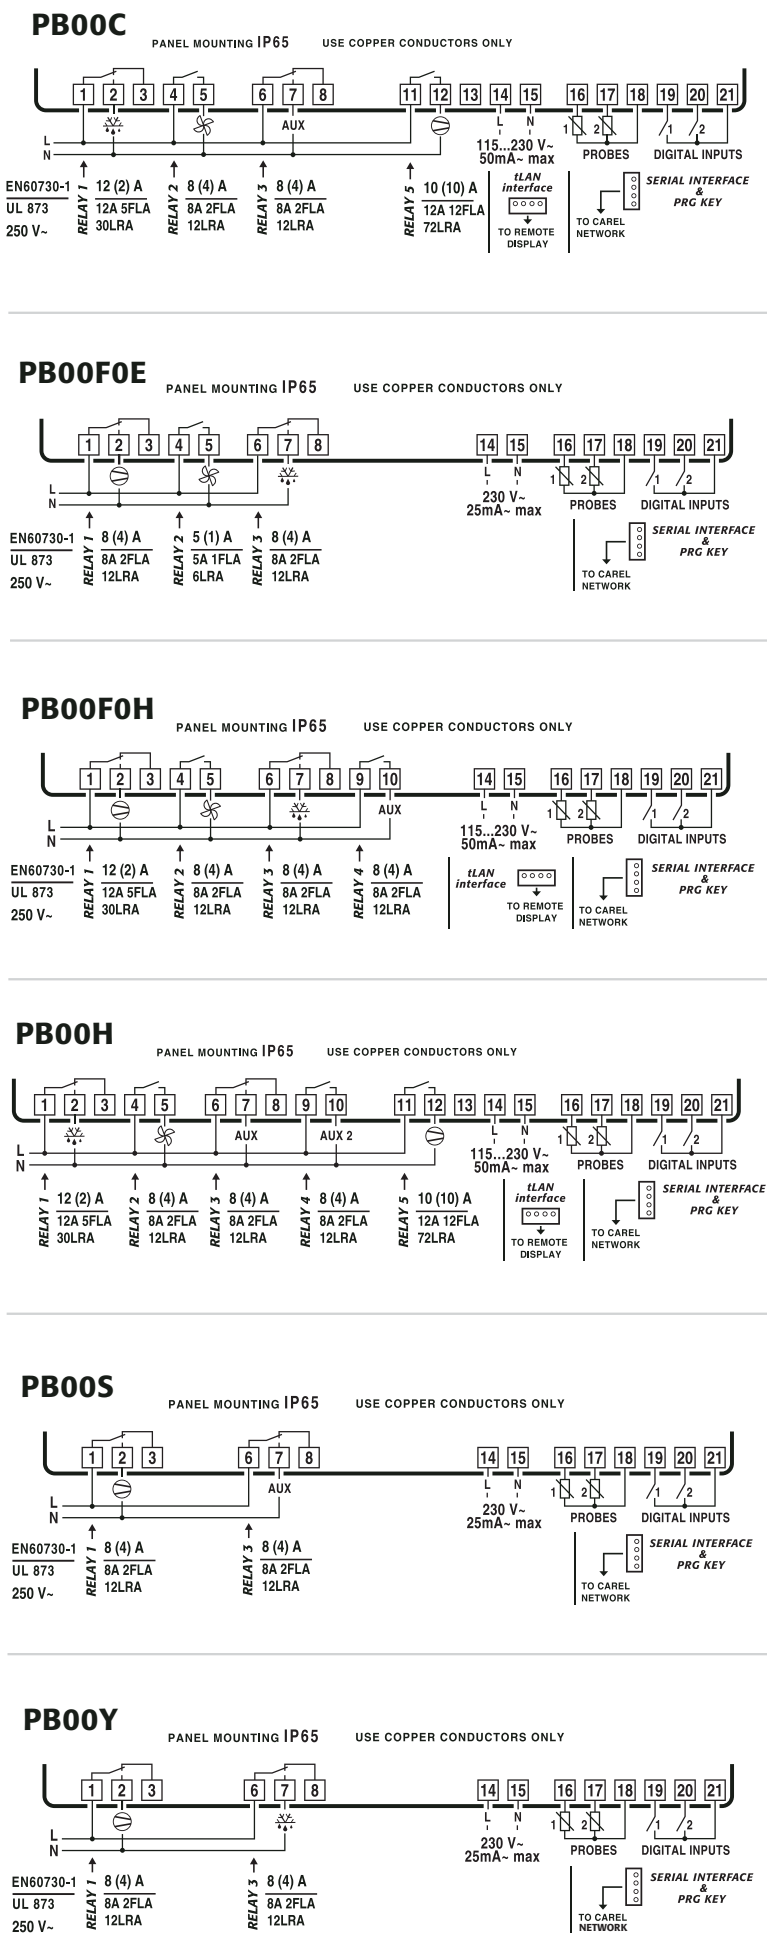 PB00C
PANEL MOUNTING IP65 USE COPPER CONDUCTORS ONLY
1 2 3 4 5 6 7 8 11 12 13 14 15 16 17 18 19 20 21
AUX L N 1 2 1 2
L
N
115...230 V~
50mA~ max
PROBES DIGITAL INPUTS
EN60730-1
UL 873
250 V~
RELAY 1
12 (2) A
12A 5FLA
30LRA
RELAY 2
8 (4) A
8A 2FLA
12LRA
RELAY 3
8 (4) A
8A 2FLA
12LRA
RELAY 5
10 (10) A
12A 12FLA
72LRA
tLAN
interface
TO REMOTE
DISPLAY
SERIAL INTERFACE
&
PRG KEY
TO CAREL
NETWORK
PB00F0E
PANEL MOUNTING IP65 USE COPPER CONDUCTORS ONLY
1 2 3 4 5 6 7 8 14 15 16 17 18 19 20 21
L N 1 2 1 2
L
N
230 V~
25mA~ max
PROBES DIGITAL INPUTS
EN60730-1
UL 873
250 V~
RELAY 1
8 (4) A
8A 2FLA
12LRA
RELAY 2
5 (1) A
5A 1FLA
6LRA
RELAY 3
8 (4) A
8A 2FLA
12LRA
SERIAL INTERFACE
&
PRG KEY
TO CAREL
NETWORK
PB00F0H
PANEL MOUNTING IP65 USE COPPER CONDUCTORS ONLY
1 2 3 4 5 6 7 8 9 10 14 15 16 17 18 19 20 21
AUX L N 1 2 1 2
L
N
115...230 V~
50mA~ max
PROBES DIGITAL INPUTS
EN60730-1
UL 873
250 V~
RELAY 1
12 (2) A
12A 5FLA
30LRA
RELAY 2
8 (4) A
8A 2FLA
12LRA
RELAY 3
8 (4) A
8A 2FLA
12LRA
RELAY 4
8 (4) A
8A 2FLA
12LRA
tLAN
interface
TO REMOTE
DISPLAY
SERIAL INTERFACE
&
PRG KEY
TO CAREL
NETWORK
PB00H
PANEL MOUNTING IP65 USE COPPER CONDUCTORS ONLY
1 2 3 4 5 6 7 8 9 10 11 12 13 14 15 16 17 18 19 20 21
AUX AUX 2 L N 1 2 1 2
L
N
115...230 V~
50mA~ max
PROBES DIGITAL INPUTS
RELAY 1
12 (2) A
12A 5FLA
30LRA
RELAY 2
8 (4) A
8A 2FLA
12LRA
RELAY 3
8 (4) A
8A 2FLA
12LRA
RELAY 4
8 (4) A
8A 2FLA
12LRA
RELAY 5
10 (10) A
12A 12FLA
72LRA
tLAN
interface
TO REMOTE
DISPLAY
SERIAL INTERFACE
&
PRG KEY
TO CAREL
NETWORK
PB00S
PANEL MOUNTING IP65 USE COPPER CONDUCTORS ONLY
1 2 3 6 7 8 14 15 16 17 18 19 20 21
AUX L N 1 2 1 2
L
N
230 V~
25mA~ max
PROBES DIGITAL INPUTS
EN60730-1
UL 873
250 V~
RELAY 1
8 (4) A
8A 2FLA
12LRA
RELAY 3
8 (4) A
8A 2FLA
12LRA
SERIAL INTERFACE
&
PRG KEY
TO CAREL
NETWORK
PB00Y
PANEL MOUNTING IP65 USE COPPER CONDUCTORS ONLY
1 2 3 6 7 8 14 15 16 17 18 19 20 21
L N 1 2 1 2
L
N
230 V~
25mA~ max
PROBES DIGITAL INPUTS
EN60730-1
UL 873
250 V~
RELAY 1
8 (4) A
8A 2FLA
12LRA
RELAY 3
8 (4) A
8A 2FLA
12LRA
SERIAL INTERFACE
&
PRG KEY
TO CAREL
NETWORK